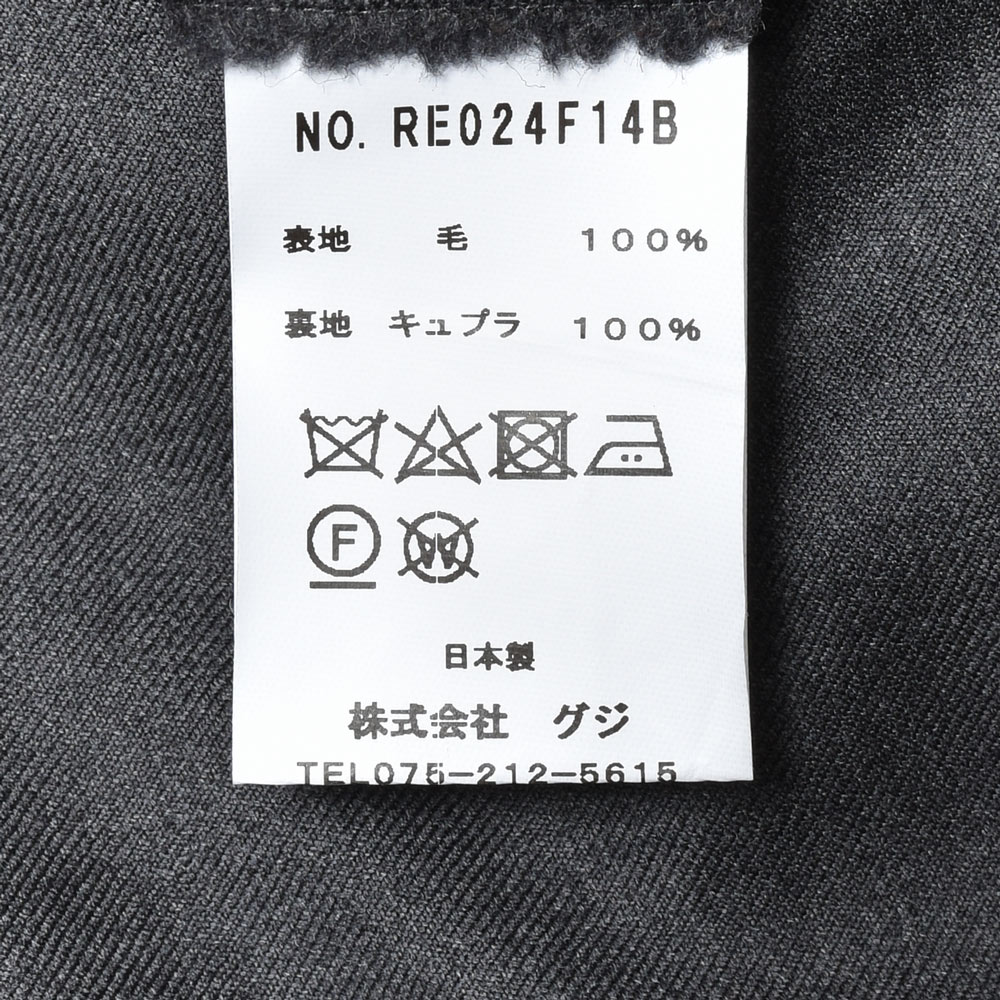 NO. RE024F14B
表地 毛 100%
裏地 キュプラ 100%
F
W
日本製
株式会社 グジ
TEL075-212-5615